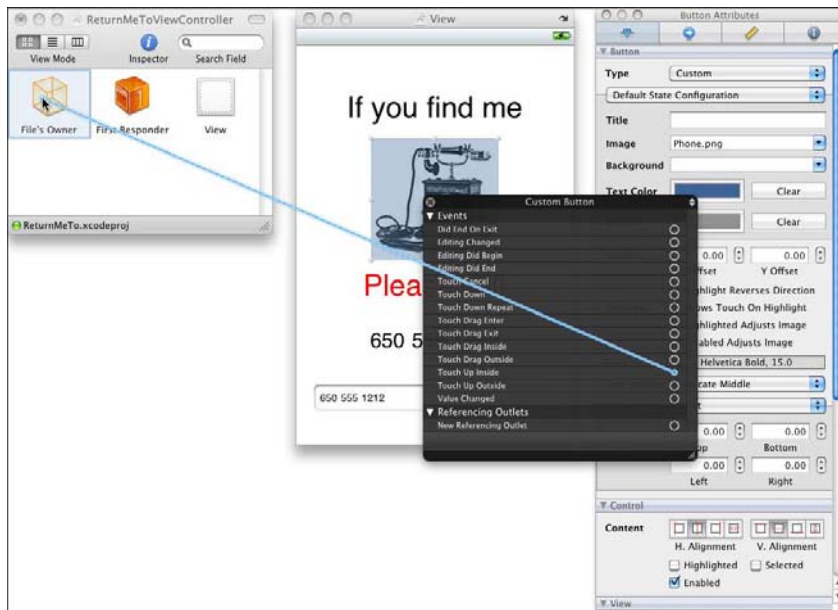 ReturnMeToViewController
View Mode
Inspector
Search Field
File's Owner
First Responder
View
ReturnMeTo.xcodeproj
View
If you find me
Plea
650 5
650 555 1212
Custom Button
Events
Did End On Exit
Editing Changed
Editing Did Begin
Editing Did End
Touch Cancel
Touch Down
Touch Down Repeat
Touch Drag Enter
Touch Drag Exit
Touch Drag Inside
Touch Drag Outside
Touch Up Inside
Touch Up Outside
Value Changed
Referencing Outlets
New Referencing Outlet
Button Attributes
Button
Type
Custom
Default State Configuration
Title
Image
Phone.png
Background
Text Color
Clear
Clear
0.00
0.00
ffset
Y Offset
ghlight Reverses Direction
ows Touch On Highlight
ghlighted Adjusts Image
abled Adjusts Image
Helvetica Bold, 15.0
cate Middle
0.00
0.00
op
Bottom
0.00
0.00
Left
Right
Control
Content
H. Alignment
V. Alignment
Highlighted
Selected
Enabled
View